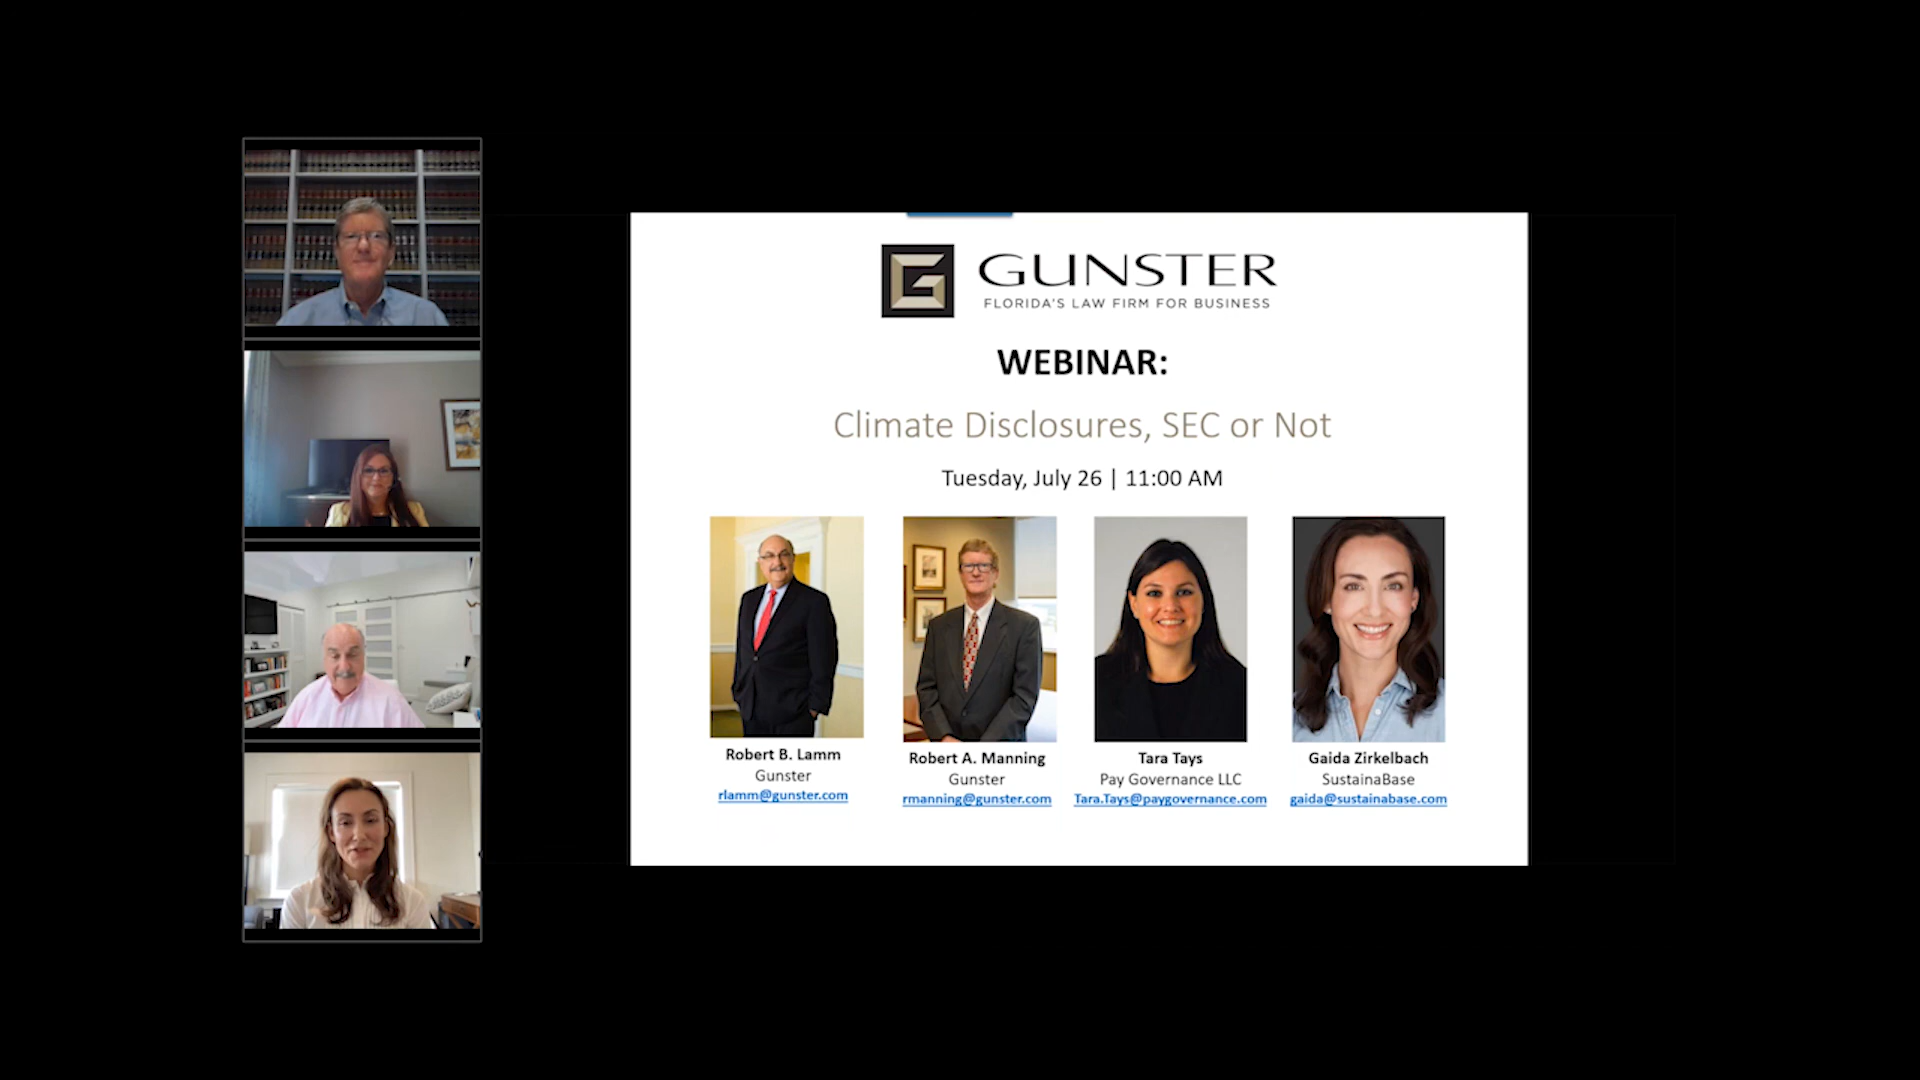 GUNSTER
FLORIDA'S LAW FIRM FOR BUSINESS
WEBINAR:
Climate Disclosures, SEC or Not
Tuesday, July 26 | 11:00 AM
Robert B. Lamm
Gunster
rlamm@gunster.com
Robert A. Manning
Gunster
rmanning@gunster.com
Tara Tays
Pay Governance LLC
Tara.Tays@paygovernance.com
Gaida Zirkelbach
SustainaBase
gaida@sustainabase.com